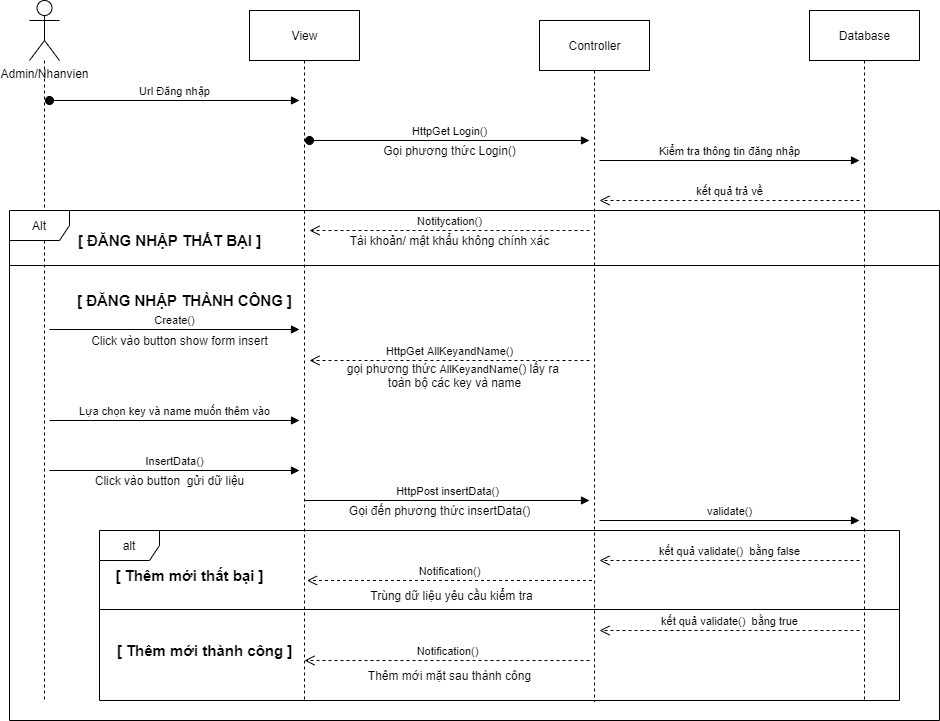 View
Controller
Database
Admin/Nhanvien
Url Đăng nhập
HttpGet Login()
Gọi phương thức Login()
Kiểm tra thông tin đăng nhập
kết quả trả về
Alt
[ ĐĂNG NHẬP THẤT BẠI ]
Notitycation()
Tài khoản/ mật khẩu không chính xác
[ ĐĂNG NHẬP THÀNH CÔNG ]
Create()
Click vào button show form insert
HttpGet AllKeyandName()
gọi phương thức AllKeyandName() lấy ra
toàn bộ các key và name
Lựa chọn key và name muốn thêm vào
InsertData()
Click vào button gửi dữ liệu
HttpPost insertData()
Gọi đến phương thức insertData()
validate()
alt
kết quả validate() bằng false
[ Thêm mới thất bại ]
Notification()
Trùng dữ liệu yêu cầu kiểm tra
kết quả validate() bằng true
[ Thêm mới thành công ]
Notification()
Thêm mới mặt sau thành công